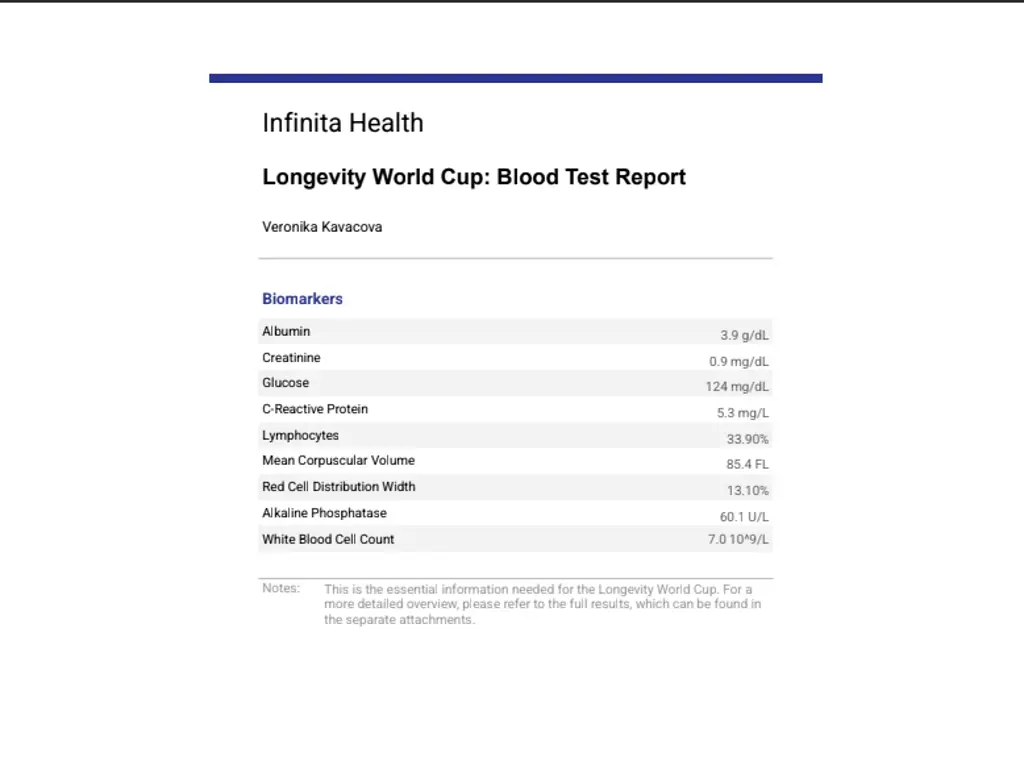 Infinita Health
Longevity World Cup: Blood Test Report
Veronika Kavacova
Biomarkers
Albumin 3.9 g/dL
Creatinine 0.9 mg/dL
Glucose 124 mg/dL
C-Reactive Protein 5.3 mg/L
Lymphocytes 33.90%
Mean Corpuscular Volume 85.4 FL
Red Cell Distribution Width 13.10%
Alkaline Phosphatase 60.1 U/L
White Blood Cell Count 7.0 10^9/L
Notes: This is the essential information needed for the Longevity World Cup. For a
more detailed overview, please refer to the full results, which can be found in
the separate attachments.